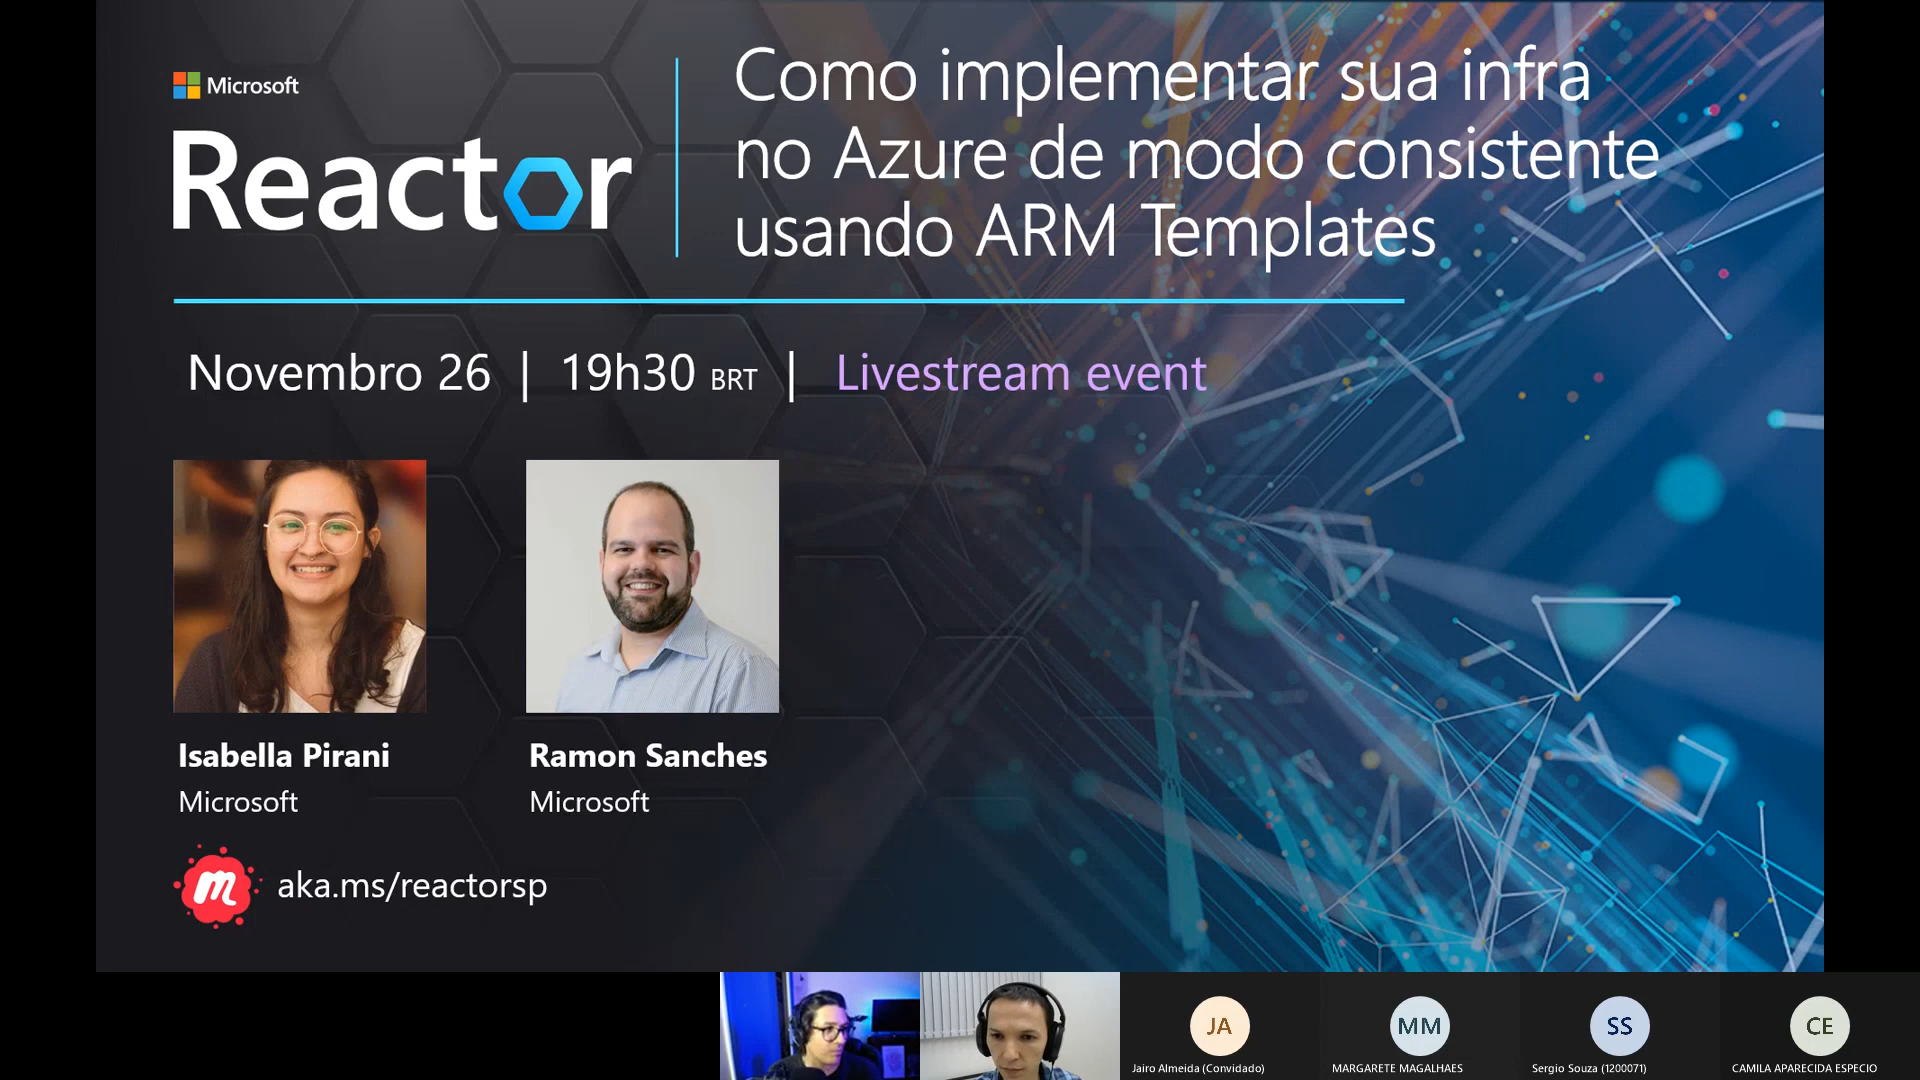 Microsoft
Reactor
Como implementar sua infra
no Azure de modo consistente
usando ARM Templates
Novembro 26 | 19h30 BRT | Livestream event
Isabella Pirani
Microsoft
Ramon Sanches
Microsoft
m
aka.ms/reactorsp
JA
Jairo Almeida (Convidado)
MM
MARGARETE MAGALHAES
SS
Sergio Souza (1200071)
CE
CAMILA APARECIDA ESPECIO